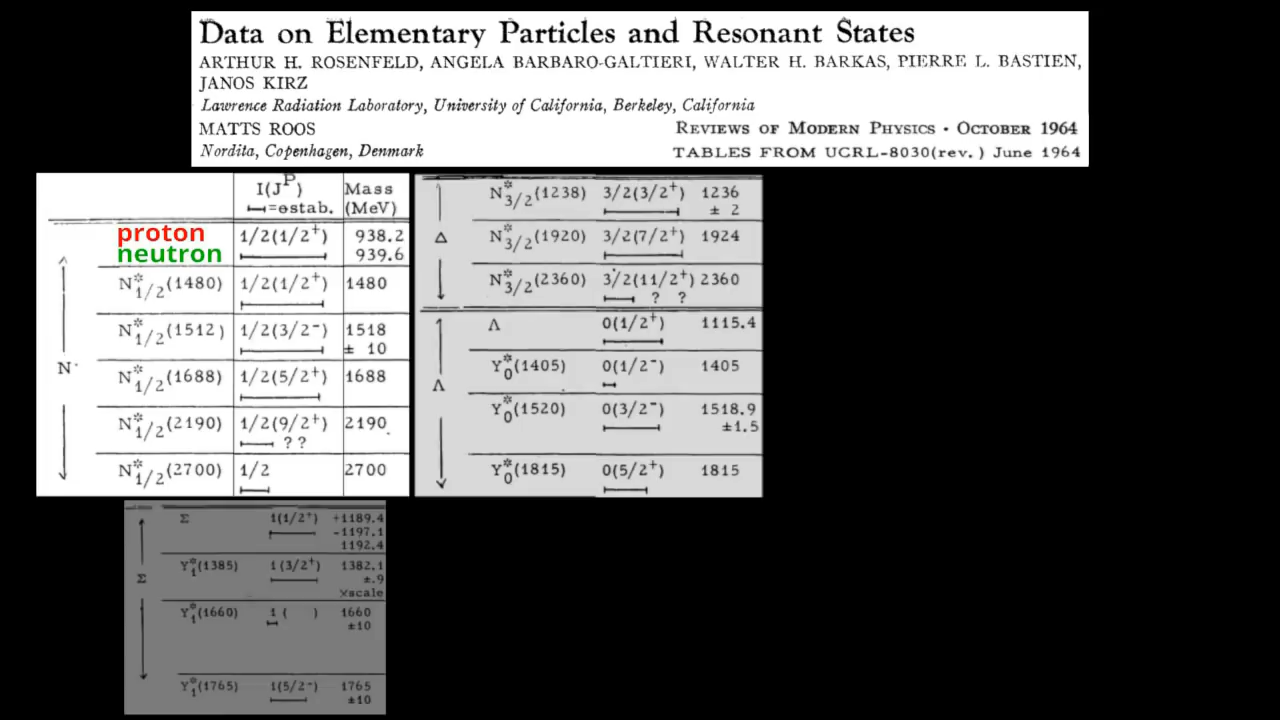 Data on Elementary Particles and Resonant States
ARTHUR H. ROSENFELD, ANGELA BARBARO-GALTIERI, WALTER H. BARKAS, PIERRE L. BASTIEN,
JANOS KIRZ
Lawrence Radiation Laboratory, University of California, Berkeley, California
MATTS ROOS
Nordita, Copenhagen, Denmark
REVIEWS OF MODERN PHYSICS • OCTOBER 1964
TABLES FROM UCRL-8030(rev.) June 1964
I(J^P) Mass
=estab. (MeV)
N
proton 1/2(1/2⁺) 938.2
neutron 939.6
N*1/2(1480) 1/2(1/2⁺) 1480
N*1/2(1512) 1/2(3/2⁻) 1518
± 10
N*1/2(1688) 1/2(5/2⁺) 1688
N*1/2(2190) 1/2(9/2⁺) 2190
? ?
N*1/2(2700) 1/2 2700
Δ
N*3/2(1238) 3/2(3/2⁺) 1236
± 2
N*3/2(1920) 3/2(7/2⁺) 1924
N*3/2(2360) 3/2(11/2⁺) 2360
? ?
Λ
Λ 0(1/2⁺) 1115.4
Y*0(1405) 0(1/2⁻) 1405
Y*0(1520) 0(3/2⁻) 1518.9
±1.5
Y*0(1815) 0(5/2⁺) 1815
Σ
Σ 1(1/2⁺) +1189.4
-1197.1
1192.4
Y*1(1385) 1(3/2⁺) 1382.1
±.9
×scale
Y*1(1660) 1( ) 1660
±10
Y*1(1765) 1(5/2⁻) 1765
±10